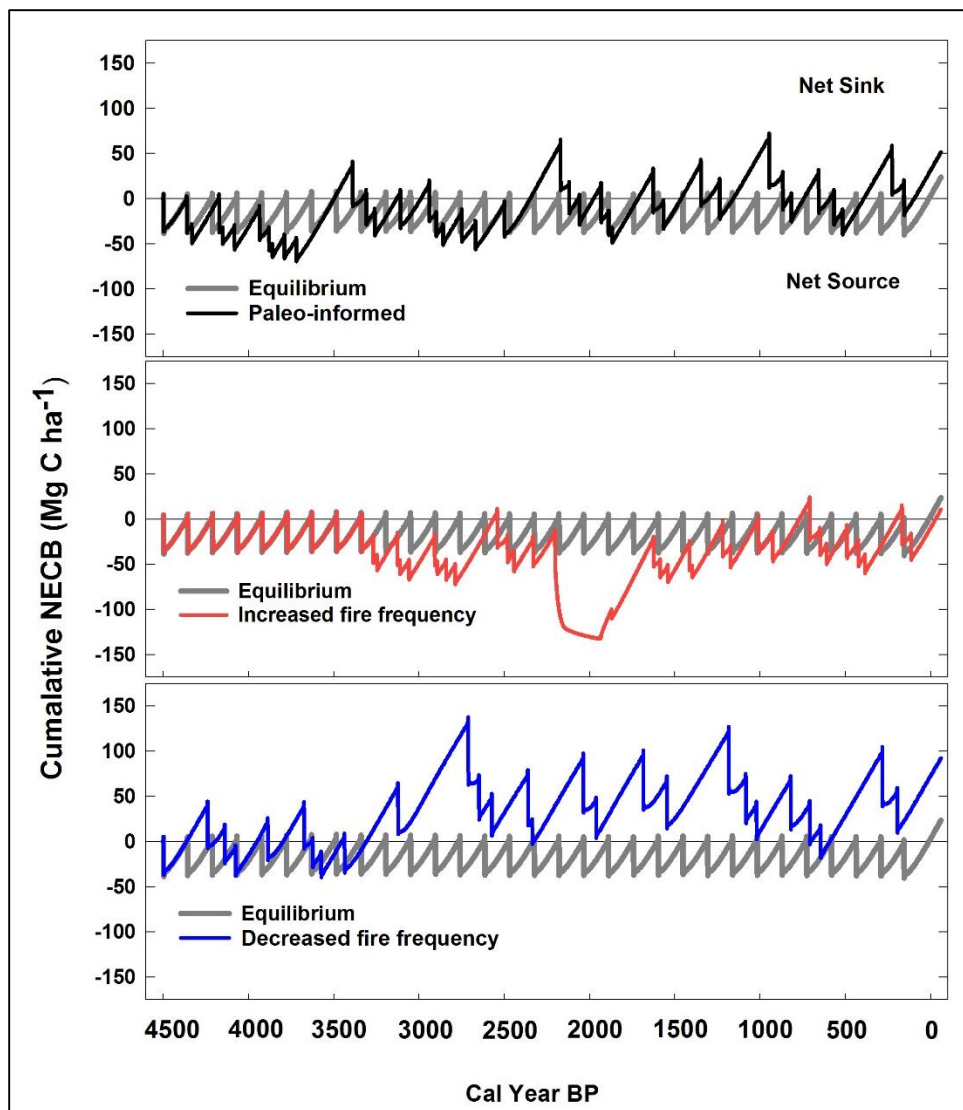 150
100
50
0
-50
-100
-150
Net Sink
Net Source
Equilibrium
Paleo-informed
150
100
50
0
-50
-100
-150
Equilibrium
Increased fire frequency
150
100
50
0
-50
-100
-150
Equilibrium
Decreased fire frequency
Cumalative NECB (Mg C ha-1)
4500 4000 3500 3000 2500 2000 1500 1000 500 0
Cal Year BP